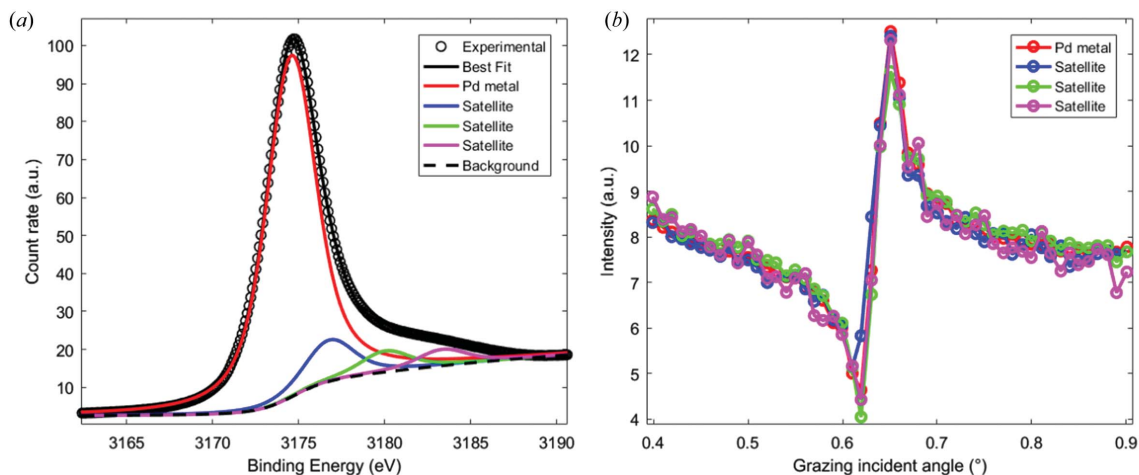 (a)
Count rate (a.u.)
100
90
80
70
60
50
40
30
20
10
3165
3170
3175
3180
3185
3190
Binding Energy (eV)
Experimental
Best Fit
Pd metal
Satellite
Satellite
Satellite
Background
(b)
Intensity (a.u.)
12
11
10
9
8
7
6
5
4
0.4
0.5
0.6
0.7
0.8
0.9
Grazing incident angle (°)
Pd metal
Satellite
Satellite
Satellite